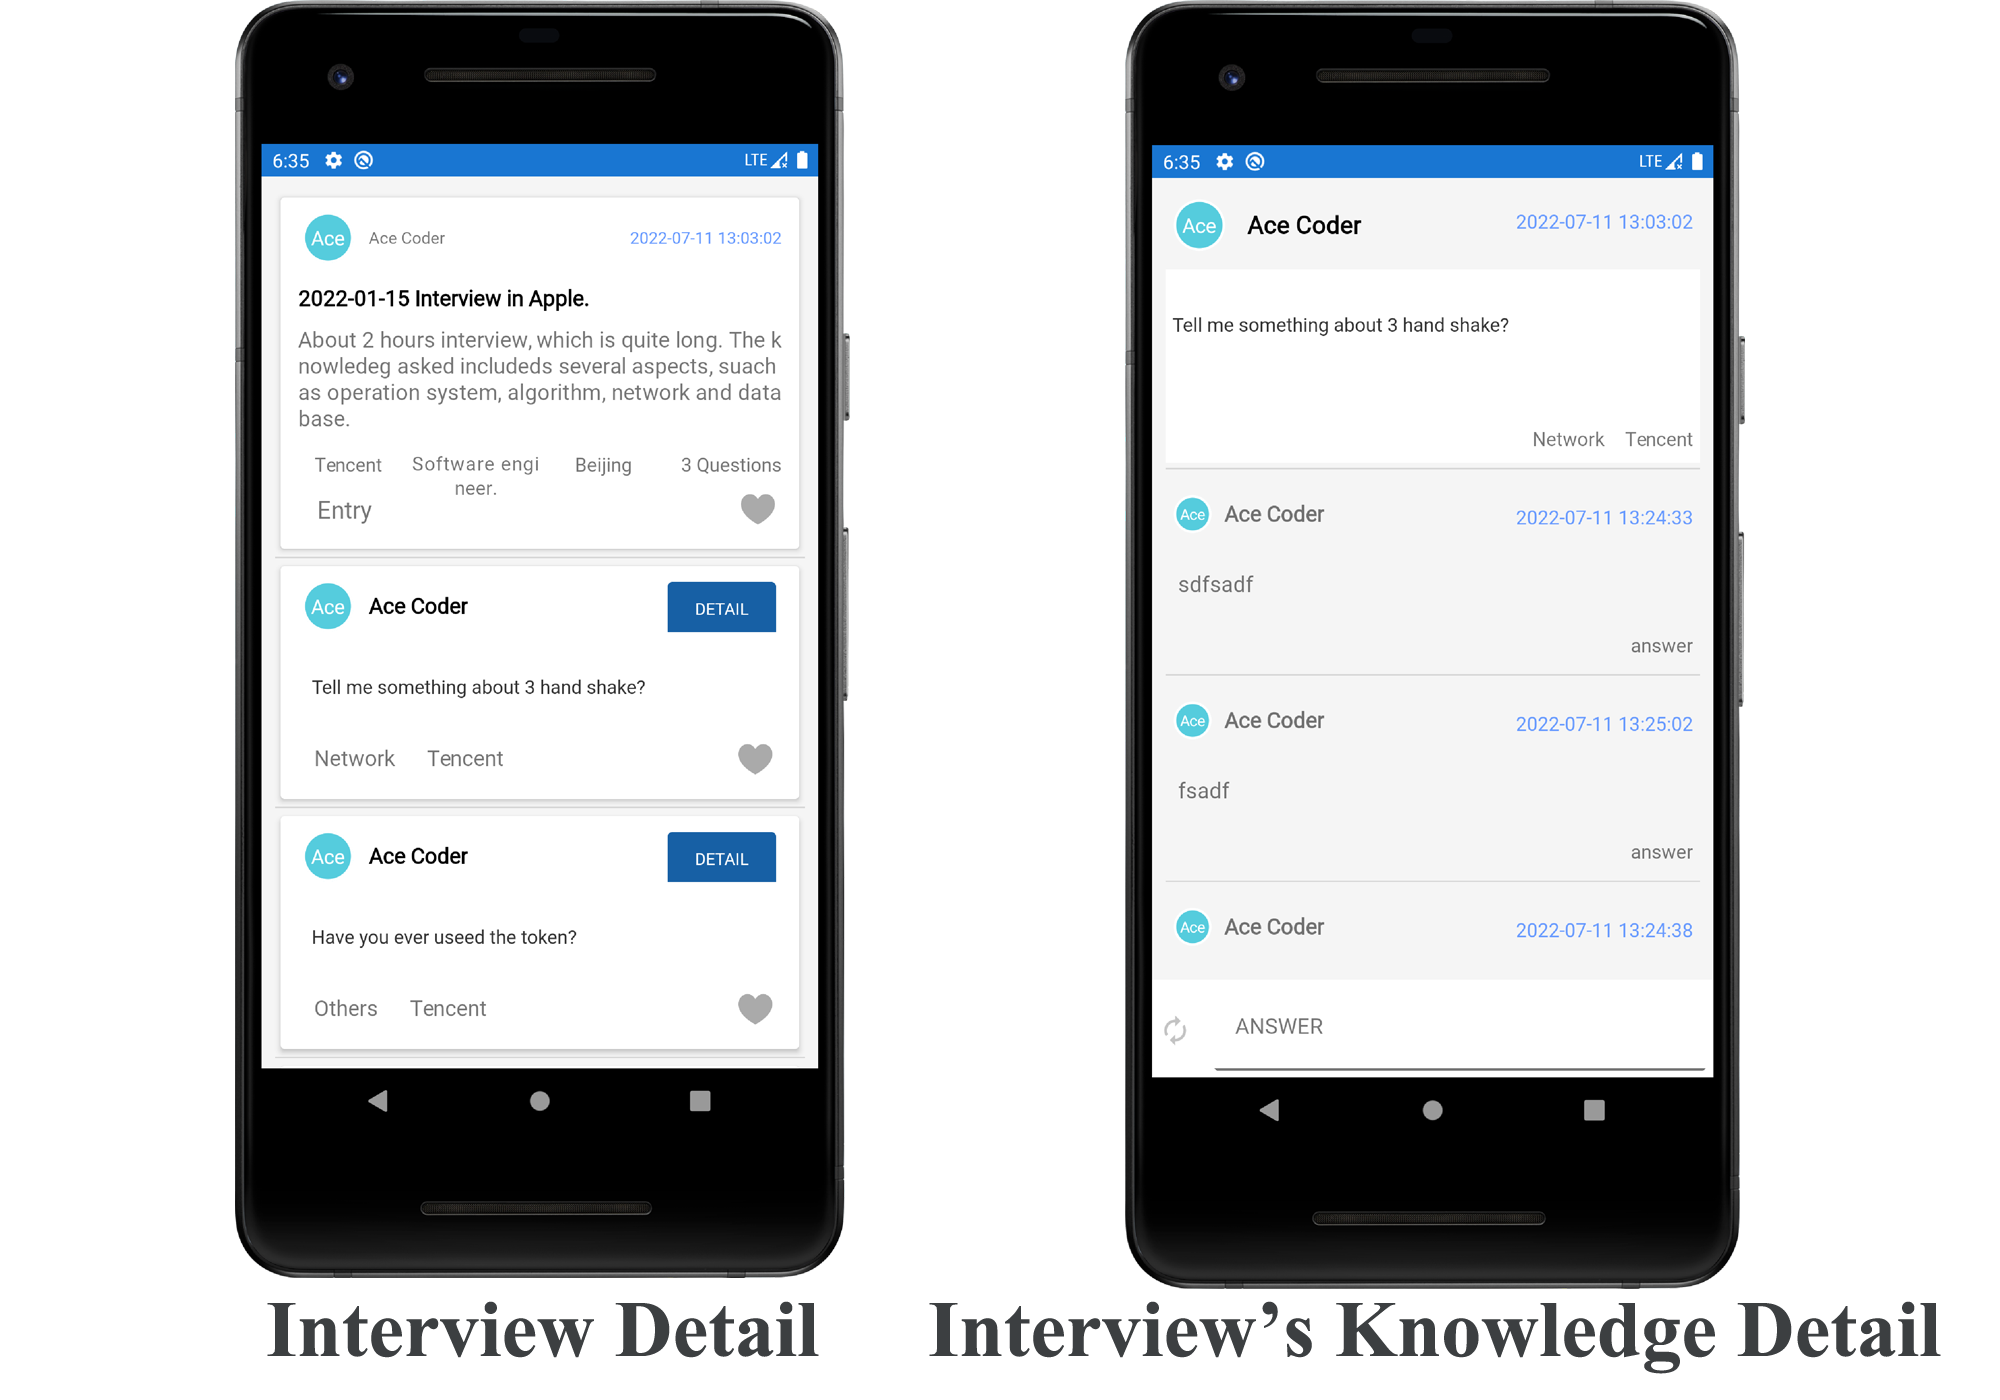 6:35 LTE
Ace Ace Coder 2022-07-11 13:03:02
2022-01-15 Interview in Apple.
About 2 hours interview, which is quite long. The k
nowledeg asked includeds several aspects, suach
as operation system, algorithm, network and data
base.
Tencent Software engi Beijing 3 Questions
neer.
Entry
Ace Ace Coder DETAIL
Tell me something about 3 hand shake?
Network Tencent
Ace Ace Coder DETAIL
Have you ever useed the token?
Others Tencent
Interview Detail
6:35 LTE
Ace Ace Coder 2022-07-11 13:03:02
Tell me something about 3 hand shake?
Network Tencent
Ace Ace Coder 2022-07-11 13:24:33
sdfsadf
answer
Ace Ace Coder 2022-07-11 13:25:02
fsadf
answer
Ace Ace Coder 2022-07-11 13:24:38
ANSWER
Interview’s Knowledge Detail